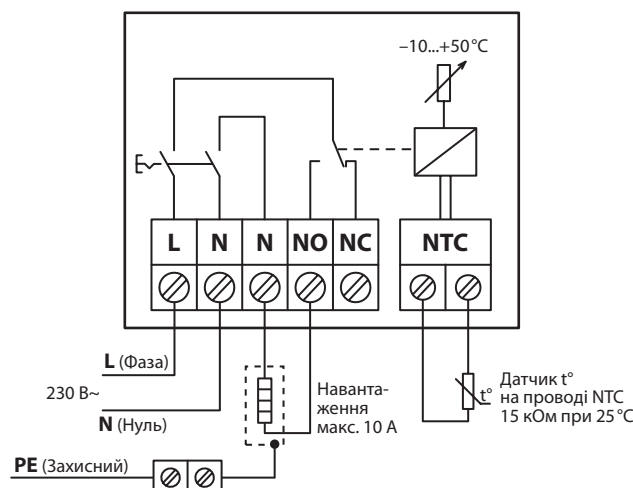 –10...+50°C
L N N NO NC NTC
L (Фаза)
230 В~
N (Нуль)
PE (Захисний)
Наванта-
ження
макс. 10 А
t°
Датчик t°
на проводі NTC
15 кОм при 25°C